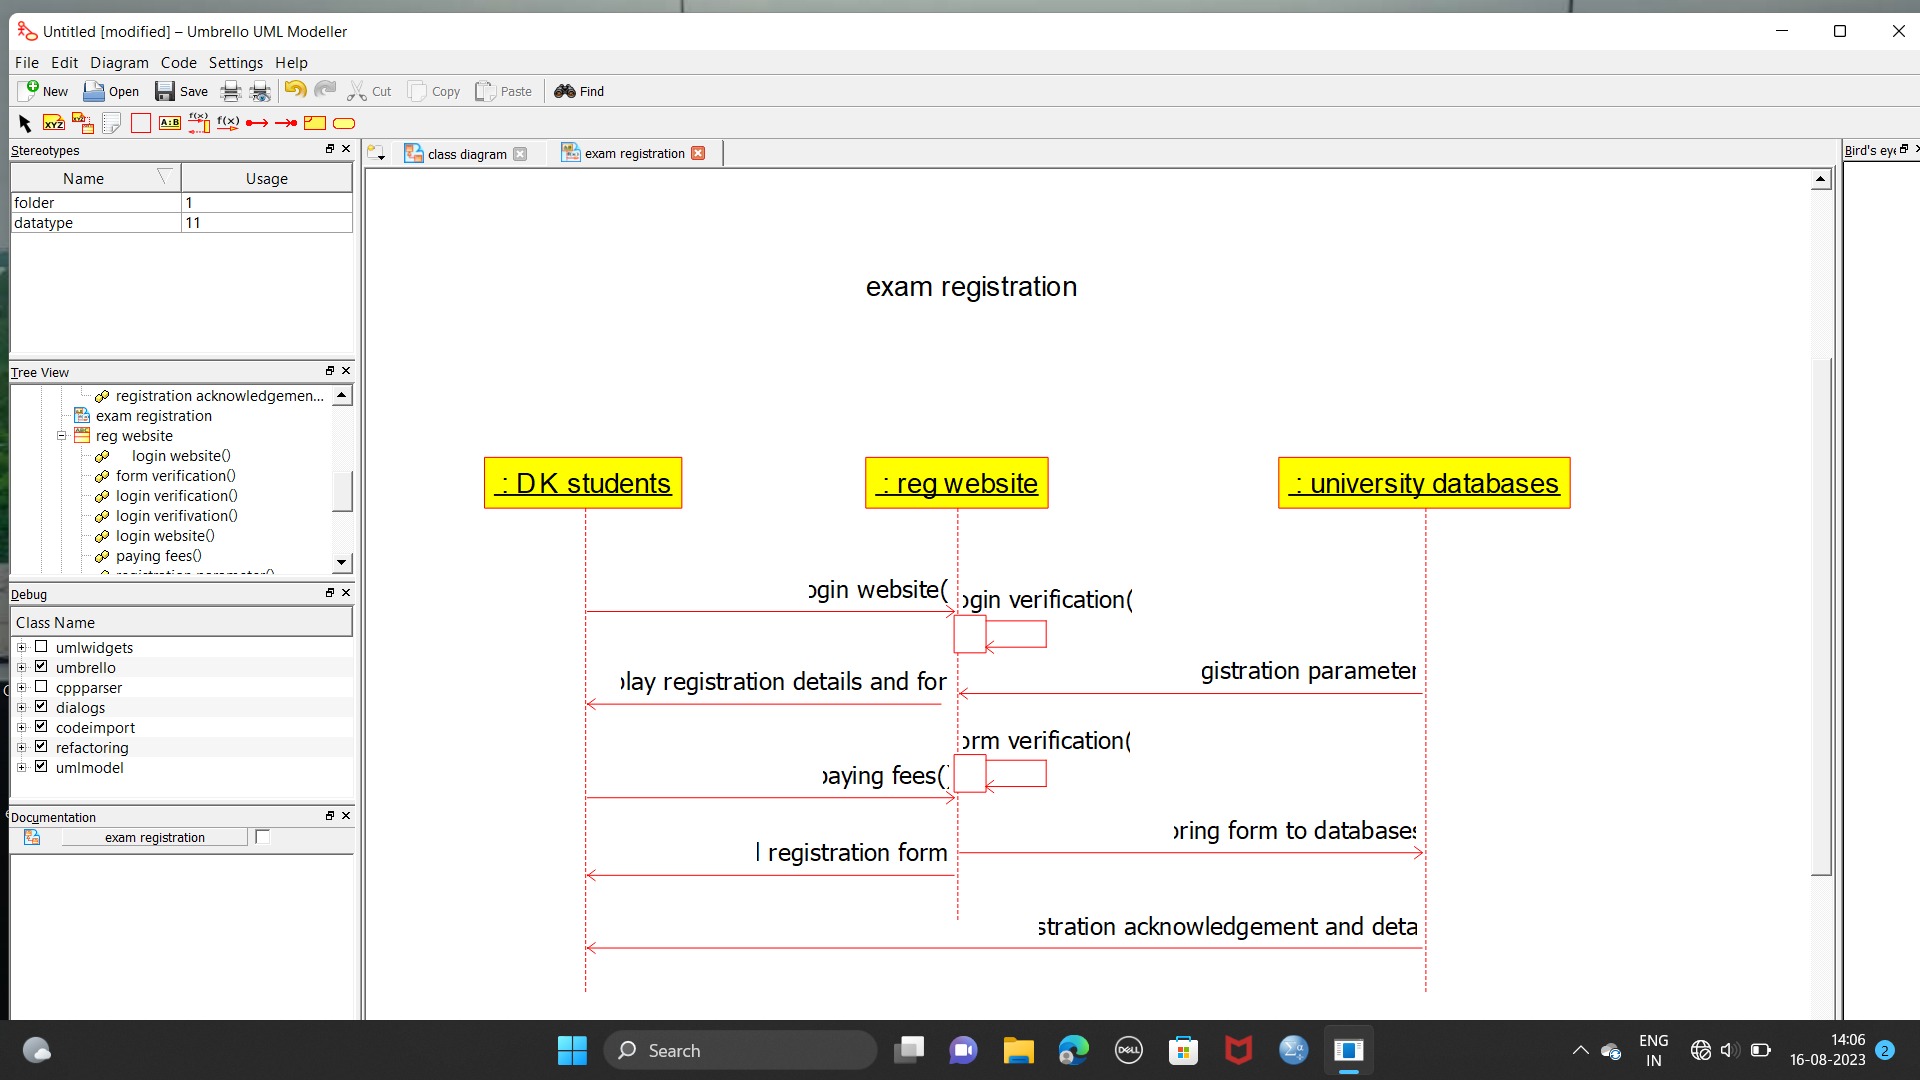 Untitled [modified] – Umbrello UML Modeller
File Edit Diagram Code Settings Help
New Open Save Cut Copy Paste Find
Stereotypes
Name Usage
folder 1
datatype 11
Tree View
registration acknowledgemen...
exam registration
reg website
login website()
form verification()
login verification()
login verifivation()
login website()
paying fees()
Debug
Class Name
umlwidgets
umbrello
cppparser
dialogs
codeimport
refactoring
umlmodel
Documentation
exam registration
class diagram
exam registration
Bird's eye
exam registration
: DK students
: reg website
: university databases
ogin website(
ogin verification(
gistration parameter
play registration details and for
orm verification(
paying fees()
oring form to databases
l registration form
stration acknowledgement and deta
Search
DELL
ENG
IN
14:06
16-08-2023
2